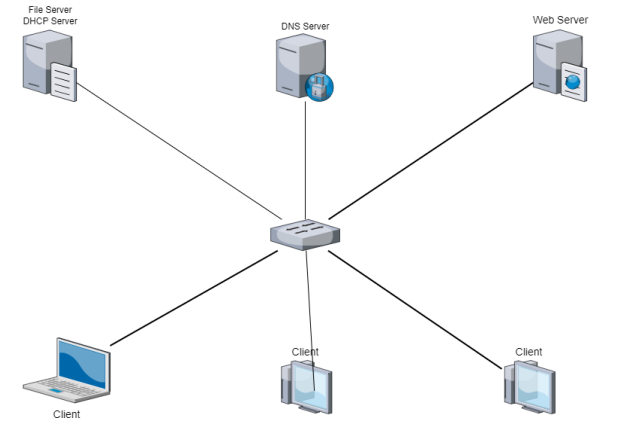 File Server
DHCP Server
DNS Server
Web Server
Client
Client
Client